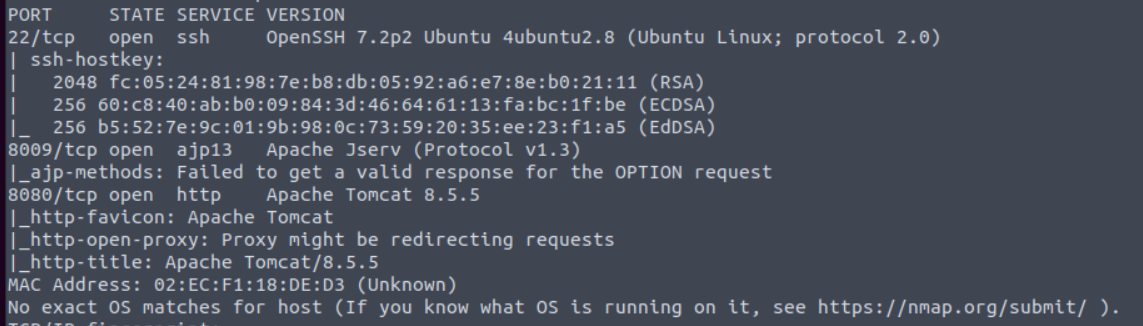 PORT     STATE SERVICE VERSION
22/tcp   open  ssh     OpenSSH 7.2p2 Ubuntu 4ubuntu2.8 (Ubuntu Linux; protocol 2.0)
| ssh-hostkey:
|   2048 fc:05:24:81:98:7e:b8:db:05:92:a6:e7:8e:b0:21:11 (RSA)
|   256 60:c8:40:ab:b0:09:84:3d:46:64:61:13:fa:bc:1f:be (ECDSA)
|_  256 b5:52:7e:9c:01:9b:98:0c:73:59:20:35:ee:23:f1:a5 (EdDSA)
8009/tcp open  ajp13   Apache Jserv (Protocol v1.3)
|_ajp-methods: Failed to get a valid response for the OPTION request
8080/tcp open  http    Apache Tomcat 8.5.5
|_http-favicon: Apache Tomcat
|_http-open-proxy: Proxy might be redirecting requests
|_http-title: Apache Tomcat/8.5.5
MAC Address: 02:EC:F1:18:DE:D3 (Unknown)
No exact OS matches for host (If you know what OS is running on it, see https://nmap.org/submit/ ).
TCP/IP fingerprint: